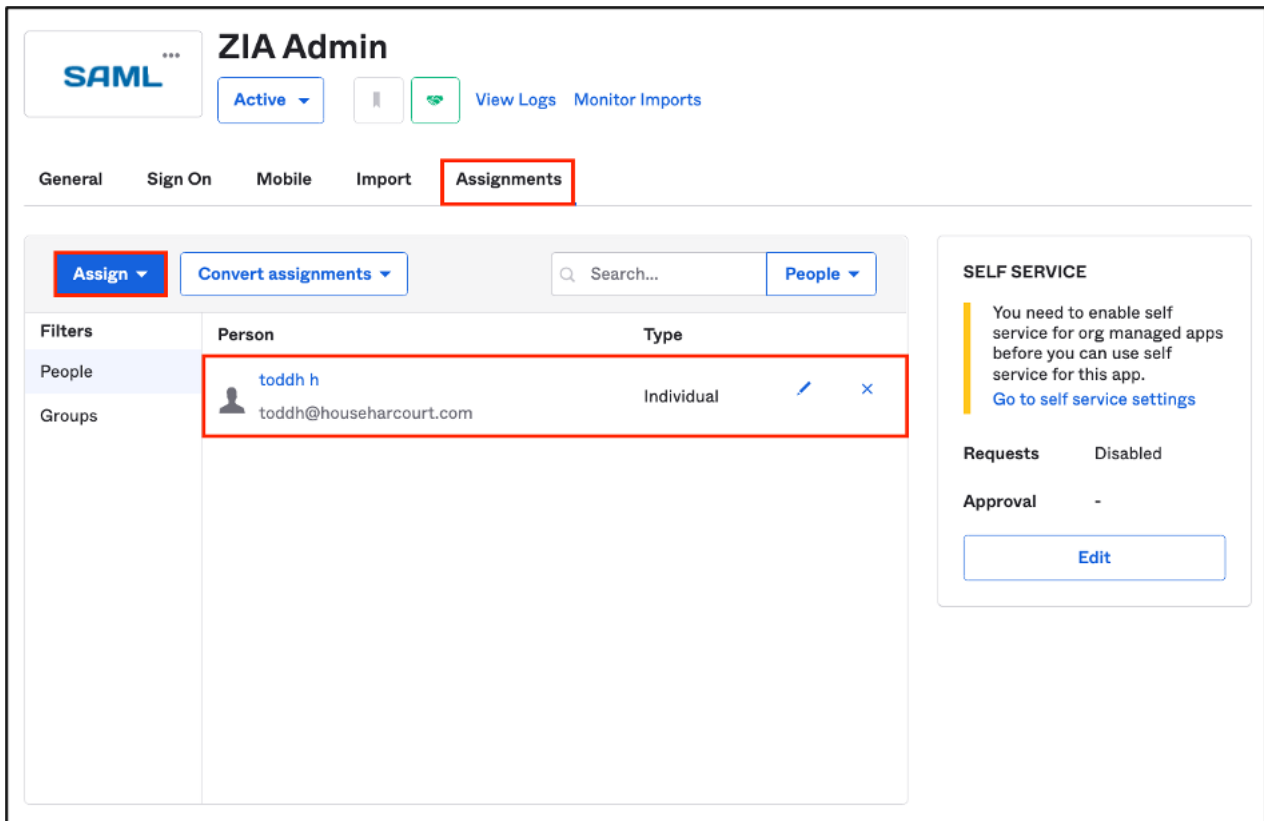 SAML
ZIA Admin
Active
View Logs
Monitor Imports
General
Sign On
Mobile
Import
Assignments
Assign
Convert assignments
Search...
People
Filters
People
Groups
Person
Type
toddh h
toddh@househarcourt.com
Individual
SELF SERVICE
You need to enable self
service for org managed apps
before you can use self
service for this app.
Go to self service settings
Requests
Disabled
Approval
-
Edit